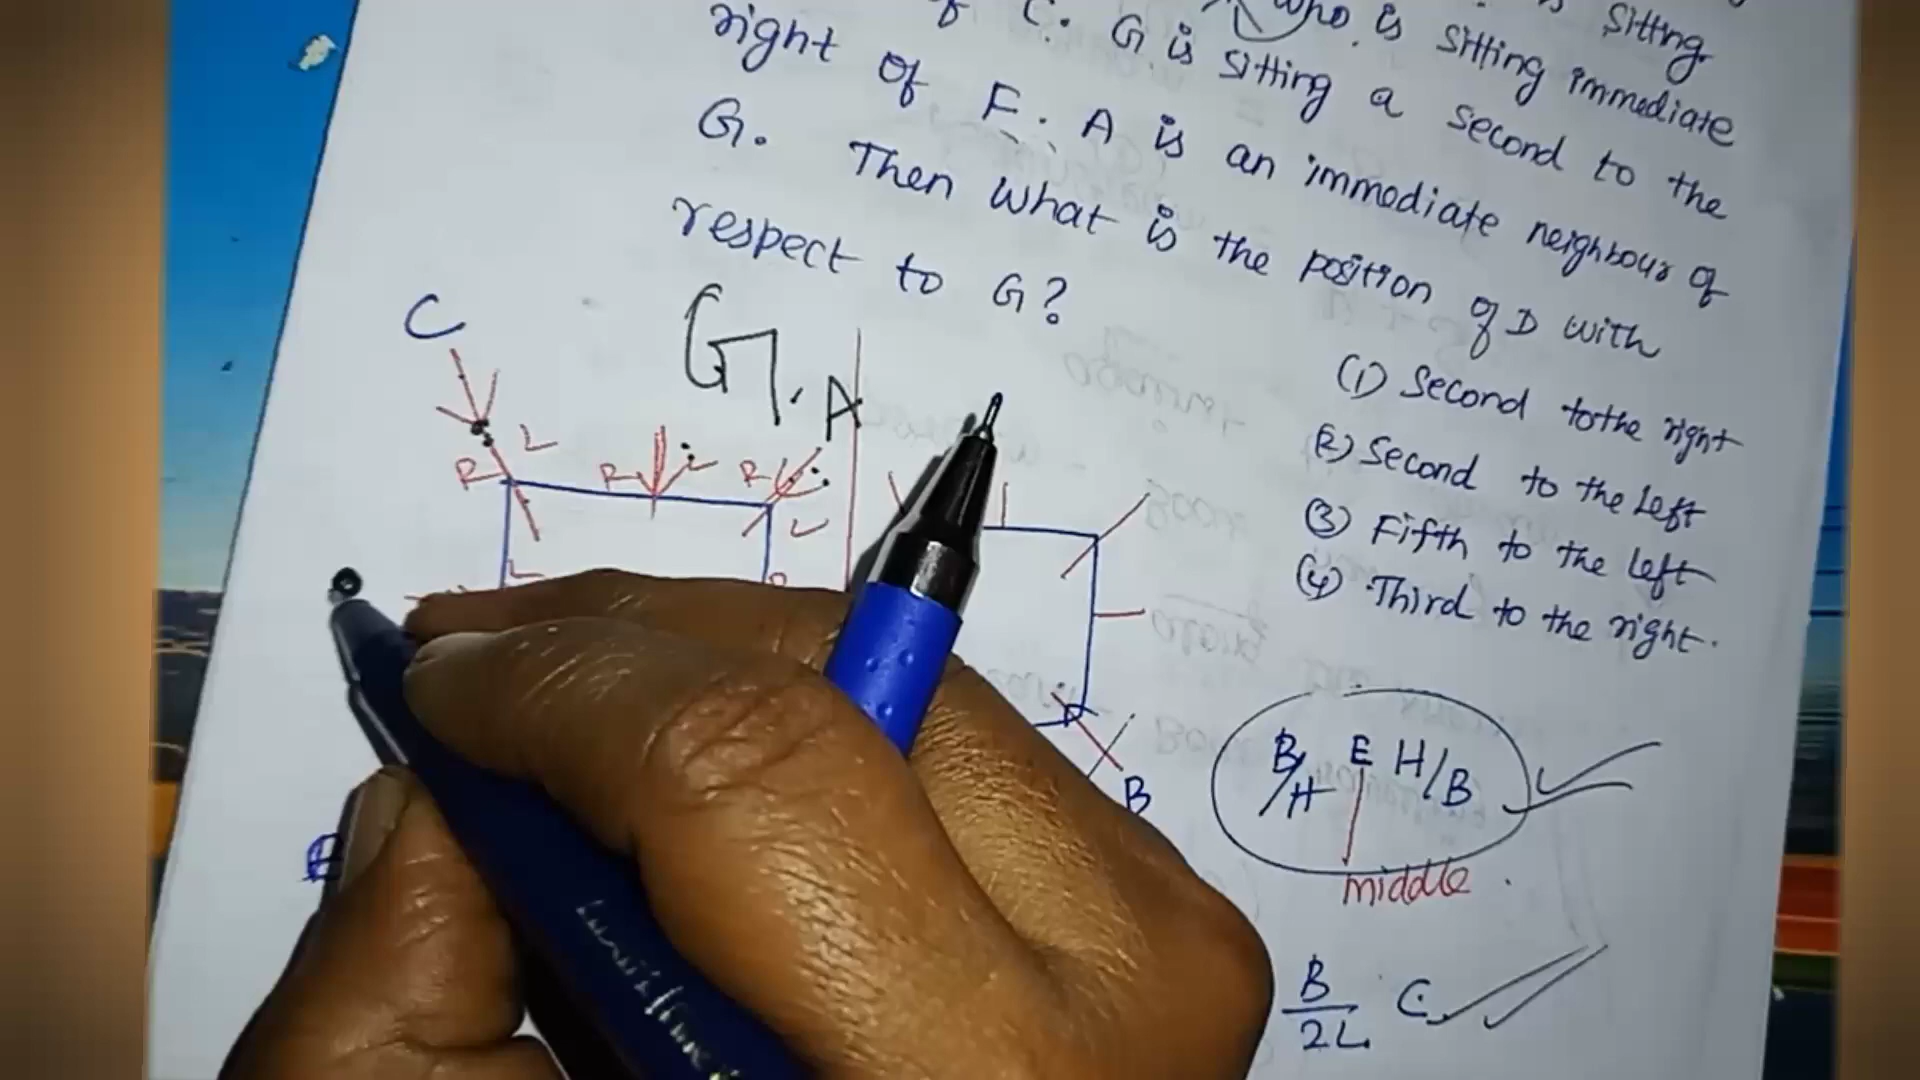 is sitting
of C. Who is sitting immediate
right of F. G is sitting a second to the
G. A is an immediate neighbour of
Then what is the position of D with
respect to G?
(1) Second to the right
(2) Second to the left
(3) Fifth to the left
(4) Third to the right.
C
G
A
R L
R L
R
L
L
B
B/H E H/B
middle
B C
2L